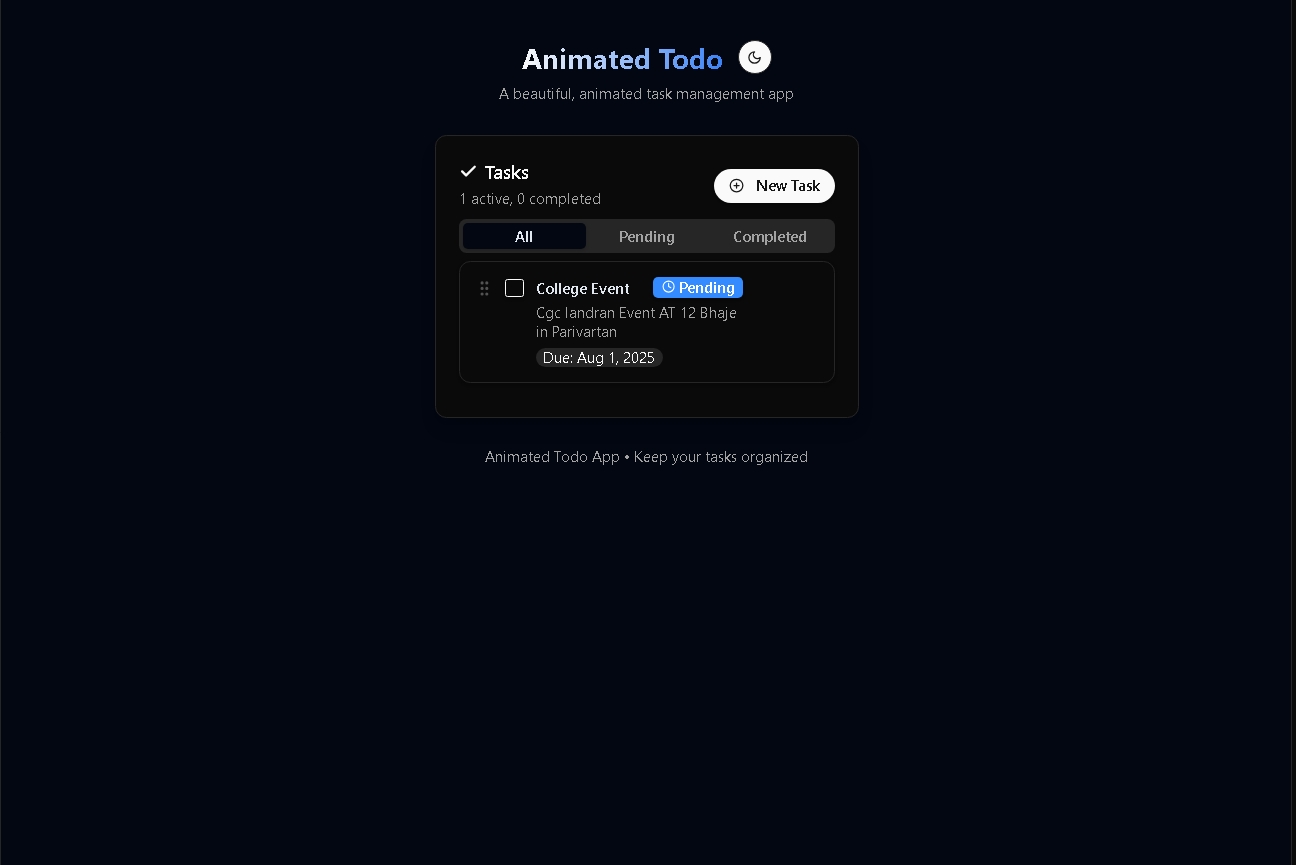 Animated Todo
A beautiful, animated task management app
Tasks
1 active, 0 completed
New Task
All
Pending
Completed
College Event
Pending
Cgc landran Event AT 12 Bhaje
in Parivartan
Due: Aug 1, 2025
Animated Todo App • Keep your tasks organized